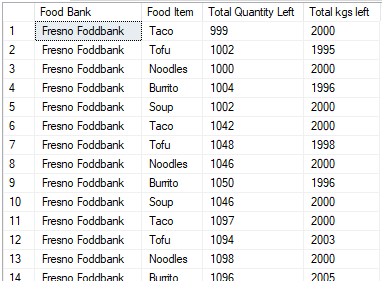 Food Bank Food Item Total Quantity Left Total kgs left
1 Fresno Foddbank Taco 999 2000
2 Fresno Foddbank Tofu 1002 1995
3 Fresno Foddbank Noodles 1000 2000
4 Fresno Foddbank Burrito 1004 1996
5 Fresno Foddbank Soup 1002 2000
6 Fresno Foddbank Taco 1042 2000
7 Fresno Foddbank Tofu 1048 1998
8 Fresno Foddbank Noodles 1046 2000
9 Fresno Foddbank Burrito 1050 1996
10 Fresno Foddbank Soup 1046 2000
11 Fresno Foddbank Taco 1097 2000
12 Fresno Foddbank Tofu 1094 2003
13 Fresno Foddbank Noodles 1098 2000
14 Fresno Foddbank Burrito 1096 2005